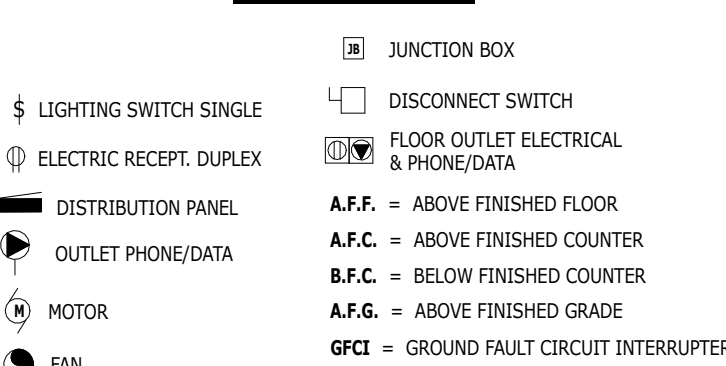 $ LIGHTING SWITCH SINGLE
ELECTRIC RECEPT. DUPLEX
DISTRIBUTION PANEL
OUTLET PHONE/DATA
M MOTOR
FAN
JB JUNCTION BOX
DISCONNECT SWITCH
FLOOR OUTLET ELECTRICAL
& PHONE/DATA
A.F.F. = ABOVE FINISHED FLOOR
A.F.C. = ABOVE FINISHED COUNTER
B.F.C. = BELOW FINISHED COUNTER
A.F.G. = ABOVE FINISHED GRADE
GFCI = GROUND FAULT CIRCUIT INTERRUPTER